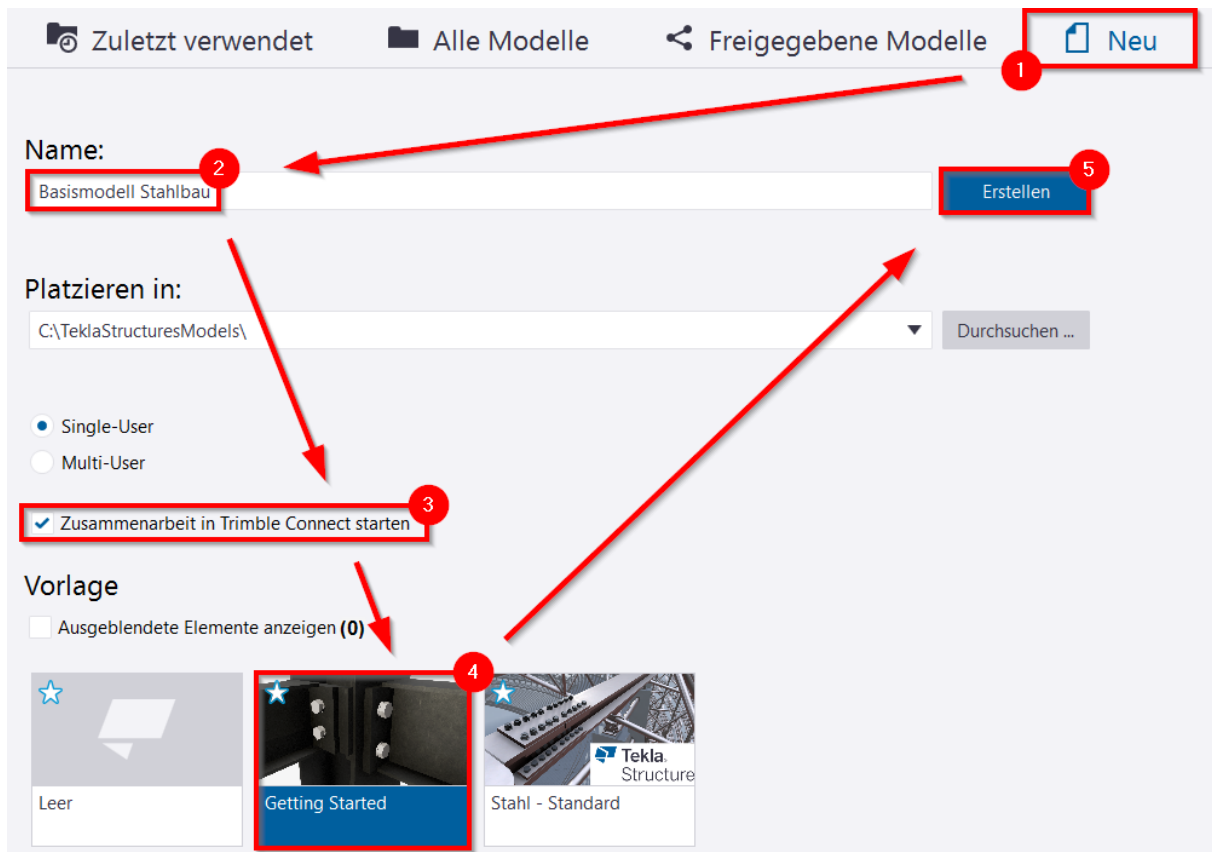 Zuletzt verwendet Alle Modelle Freigegebene Modelle Neu
1
Name:
2
Basismodell Stahlbau
5
Erstellen
Platzieren in:
C:\TeklaStructuresModels\
Durchsuchen ...
Single-User
Multi-User
3
Zusammenarbeit in Trimble Connect starten
Vorlage
Ausgeblendete Elemente anzeigen (0)
4
Tekla®
Structure
Leer
Getting Started
Stahl - Standard